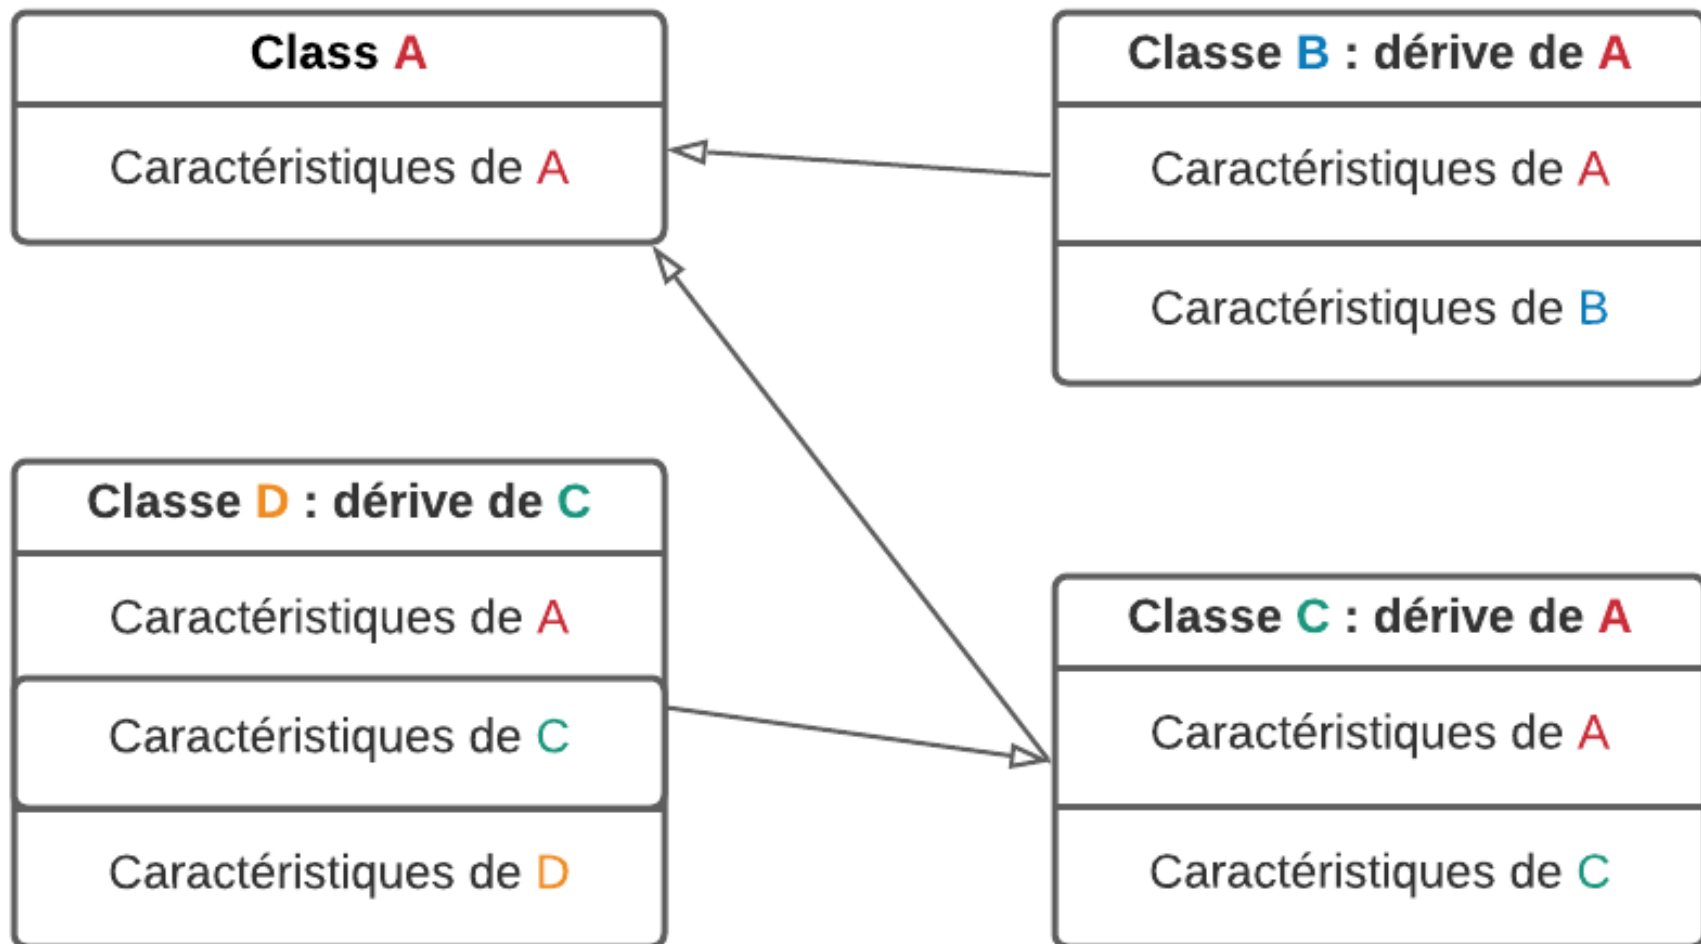 Class A
Caractéristiques de A
Classe B : dérive de A
Caractéristiques de A
Caractéristiques de B
Classe D : dérive de C
Caractéristiques de A
Caractéristiques de C
Caractéristiques de D
Classe C : dérive de A
Caractéristiques de A
Caractéristiques de C